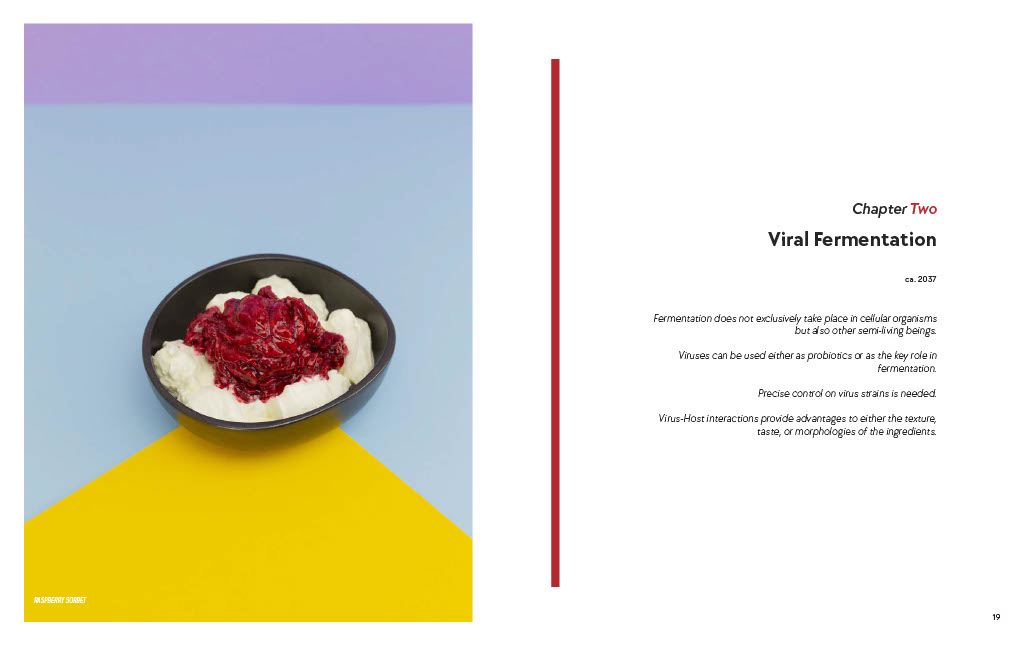 RASPBERRY SORBET
Chapter Two
Viral Fermentation
ca. 2037
Fermentation does not exclusively take place in cellular organisms
but also other semi-living beings.
Viruses can be used either as probiotics or as the key role in
fermentation.
Precise control on virus strains is needed.
Virus-Host interactions provide advantages to either the texture,
taste, or morphologies of the ingredients.
19